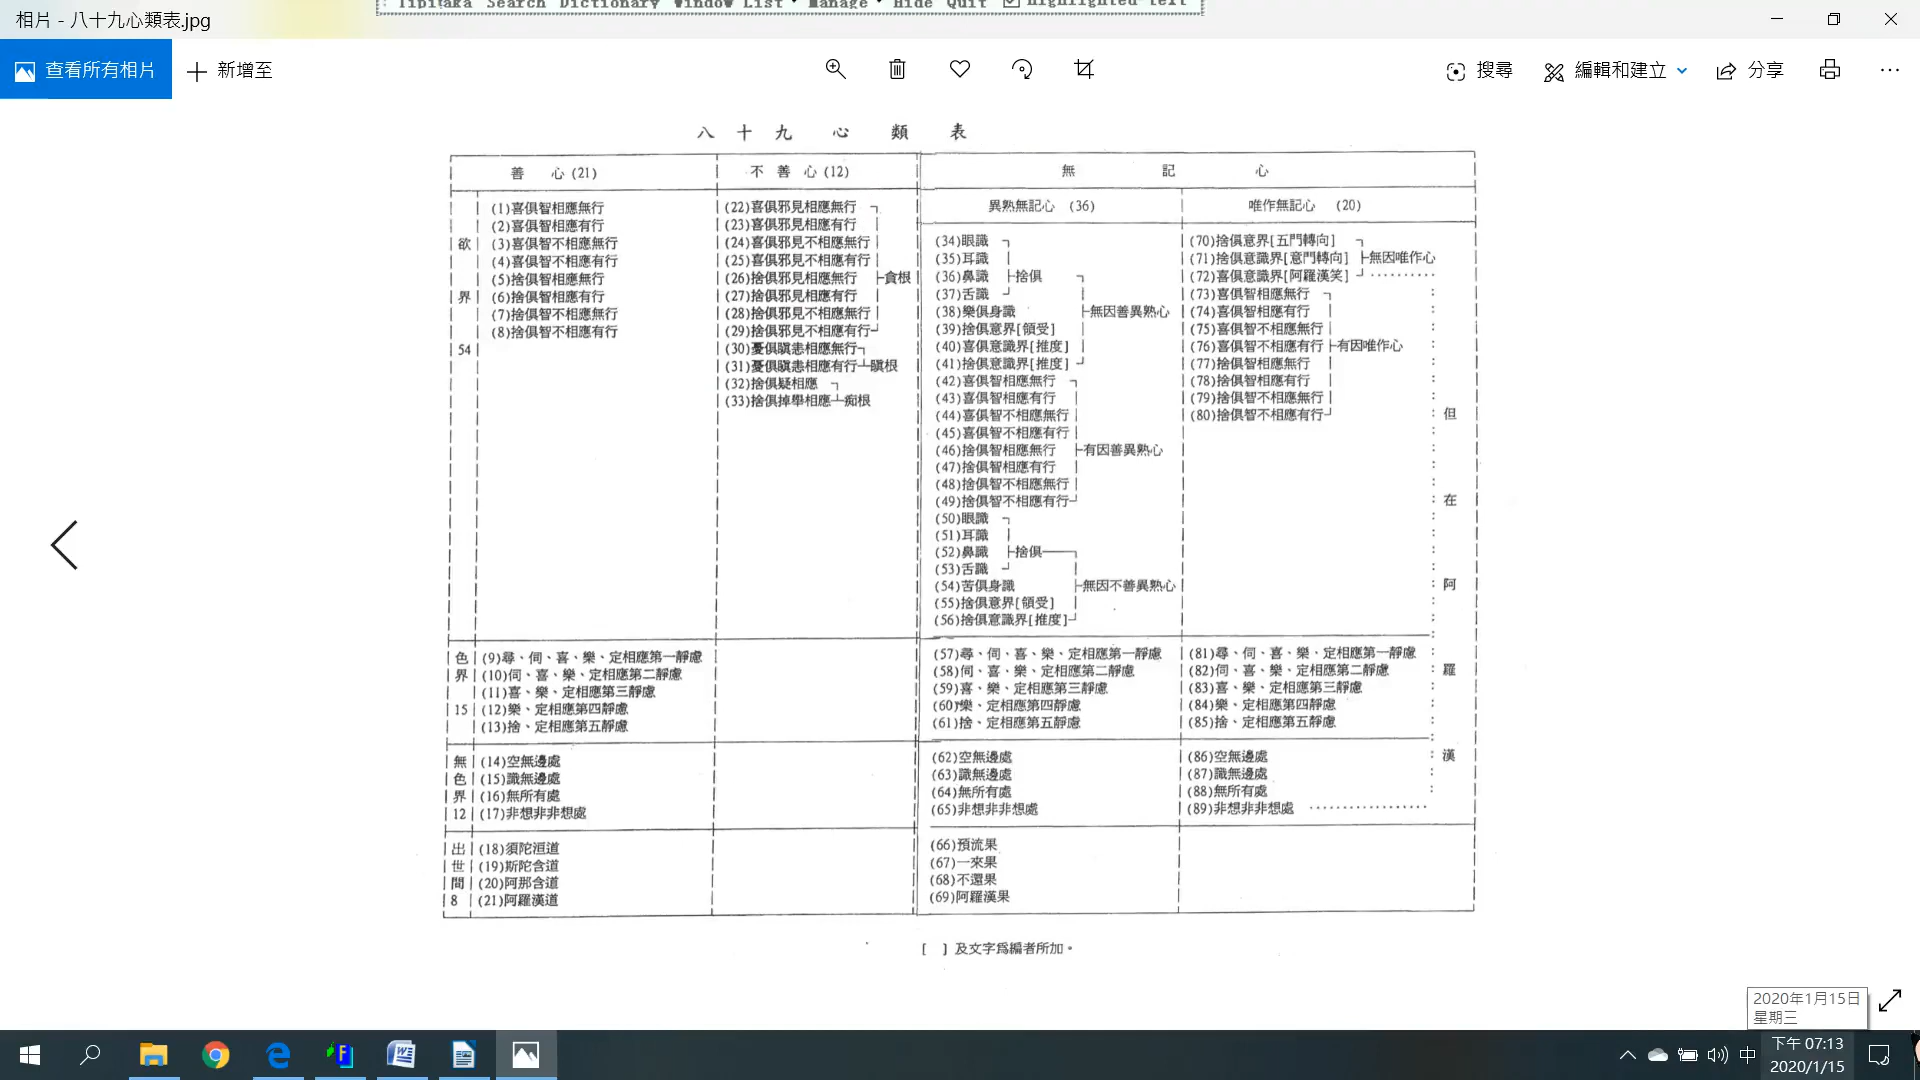 Tipitaka Search Dictionary Window List Manage Hide Quit Highlighted-text
相片 - 八十九心類表.jpg
查看所有相片
新增至
搜尋
編輯和建立
分享
八十九心類表
善 心(21)
不善心(12)
無 記 心
異熟無記心 (36)
唯作無記心 (20)
欲界 54
(1)喜俱智相應無行
(2)喜俱智相應有行
(3)喜俱智不相應無行
(4)喜俱智不相應有行
(5)捨俱智相應無行
(6)捨俱智相應有行
(7)捨俱智不相應無行
(8)捨俱智不相應有行
(22)喜俱邪見相應無行
(23)喜俱邪見相應有行
(24)喜俱邪見不相應無行
(25)喜俱邪見不相應有行
(26)捨俱邪見相應無行 貪根
(27)捨俱邪見相應有行
(28)捨俱邪見不相應無行
(29)捨俱邪見不相應有行
(30)憂俱瞋恚相應無行
(31)憂俱瞋恚相應有行 瞋根
(32)捨俱疑相應
(33)捨俱掉舉相應 痴根
(34)眼識
(35)耳識
(36)鼻識 捨俱
(37)舌識
(38)樂俱身識 無因善異熟心
(39)捨俱意界[領受]
(40)喜俱意識界[推度]
(41)捨俱意識界[推度]
(42)喜俱智相應無行
(43)喜俱智相應有行
(44)喜俱智不相應無行
(45)喜俱智不相應有行
(46)捨俱智相應無行 有因善異熟心
(47)捨俱智相應有行
(48)捨俱智不相應無行
(49)捨俱智不相應有行
(50)眼識
(51)耳識
(52)鼻識 捨俱
(53)舌識
(54)苦俱身識 無因不善異熟心
(55)捨俱意界[領受]
(56)捨俱意識界[推度]
(70)捨俱意界[五門轉向]
(71)捨俱意識界[意門轉向] 無因唯作心
(72)喜俱意識界[阿羅漢笑]
(73)喜俱智相應無行
(74)喜俱智相應有行
(75)喜俱智不相應無行
(76)喜俱智不相應有行 有因唯作心
(77)捨俱智相應無行
(78)捨俱智相應有行
(79)捨俱智不相應無行
(80)捨俱智不相應有行
但在阿羅漢
色界 15
(9)尋、伺、喜、樂、定相應第一靜慮
(10)伺、喜、樂、定相應第二靜慮
(11)喜、樂、定相應第三靜慮
(12)樂、定相應第四靜慮
(13)捨、定相應第五靜慮
(57)尋、伺、喜、樂、定相應第一靜慮
(58)伺、喜、樂、定相應第二靜慮
(59)喜、樂、定相應第三靜慮
(60)樂、定相應第四靜慮
(61)捨、定相應第五靜慮
(81)尋、伺、喜、樂、定相應第一靜慮
(82)伺、喜、樂、定相應第二靜慮
(83)喜、樂、定相應第三靜慮
(84)樂、定相應第四靜慮
(85)捨、定相應第五靜慮
無色界 12
(14)空無邊處
(15)識無邊處
(16)無所有處
(17)非想非非想處
(62)空無邊處
(63)識無邊處
(64)無所有處
(65)非想非非想處
(86)空無邊處
(87)識無邊處
(88)無所有處
(89)非想非非想處
出世間 8
(18)須陀洹道
(19)斯陀含道
(20)阿那含道
(21)阿羅漢道
(66)預流果
(67)一來果
(68)不還果
(69)阿羅漢果
[ ] 及文字爲編者所加。
2020年1月15日
星期三
中
下午 07:13
2020/1/15